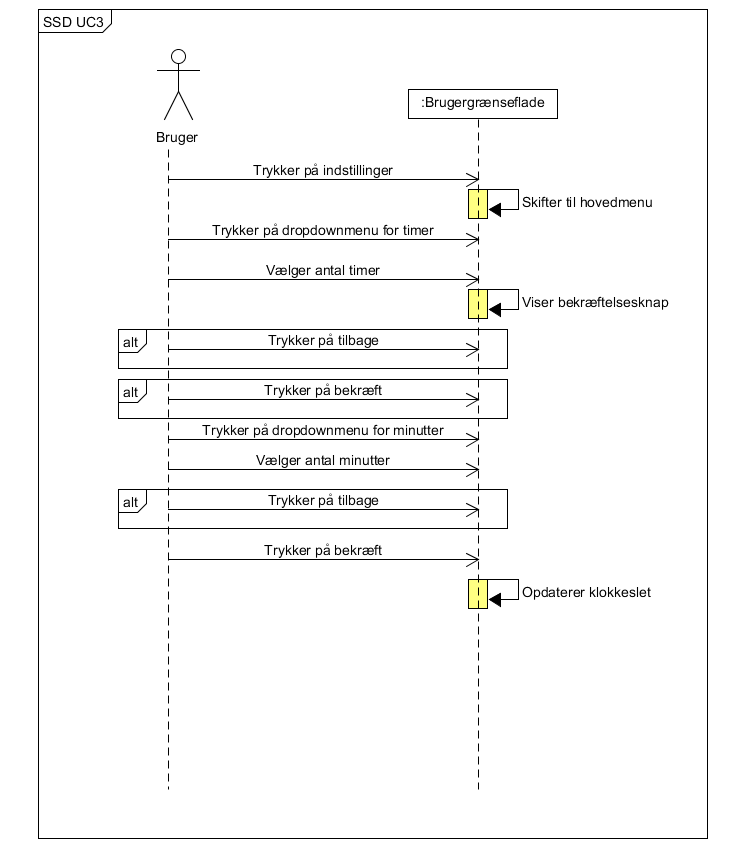 SSD UC3
:Brugergrænseflade
Bruger
Trykker på indstillinger
Skifter til hovedmenu
Trykker på dropdownmenu for timer
Vælger antal timer
Viser bekræftelsesknap
alt
Trykker på tilbage
alt
Trykker på bekræft
Trykker på dropdownmenu for minutter
Vælger antal minutter
alt
Trykker på tilbage
Trykker på bekræft
Opdaterer klokkeslet